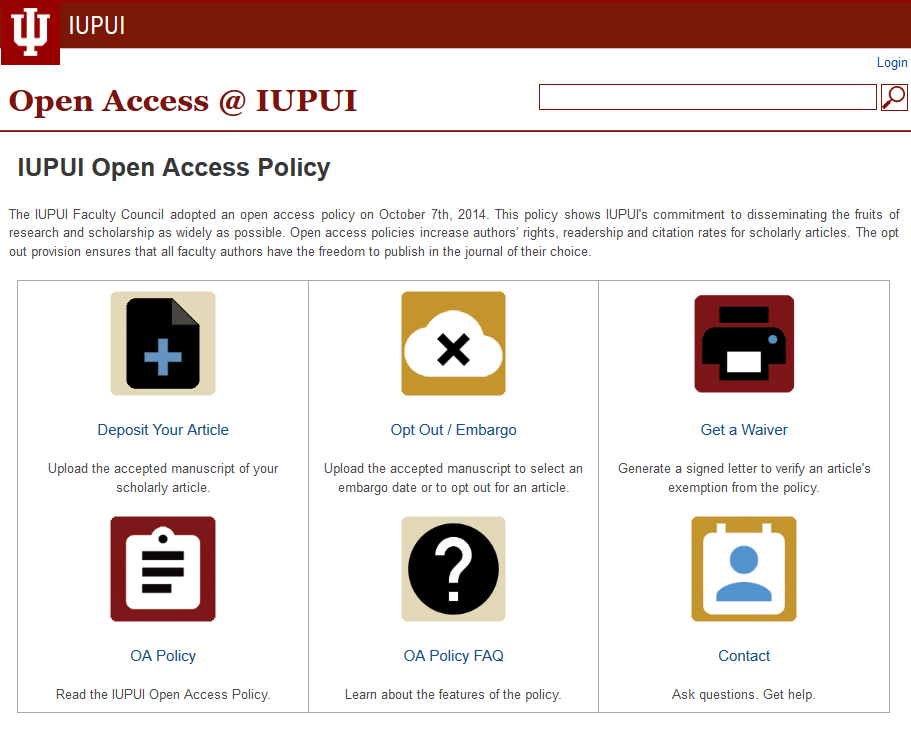 IUPUI
Login
Open Access @ IUPUI
IUPUI Open Access Policy
The IUPUI Faculty Council adopted an open access policy on October 7th, 2014. This policy shows IUPUI's commitment to disseminating the fruits of
research and scholarship as widely as possible. Open access policies increase authors' rights, readership and citation rates for scholarly articles. The opt
out provision ensures that all faculty authors have the freedom to publish in the journal of their choice.
Deposit Your Article
Upload the accepted manuscript of your
scholarly article.
Opt Out / Embargo
Upload the accepted manuscript to select an
embargo date or to opt out for an article.
Get a Waiver
Generate a signed letter to verify an article's
exemption from the policy.
OA Policy
Read the IUPUI Open Access Policy.
?
OA Policy FAQ
Learn about the features of the policy.
Contact
Ask questions. Get help.